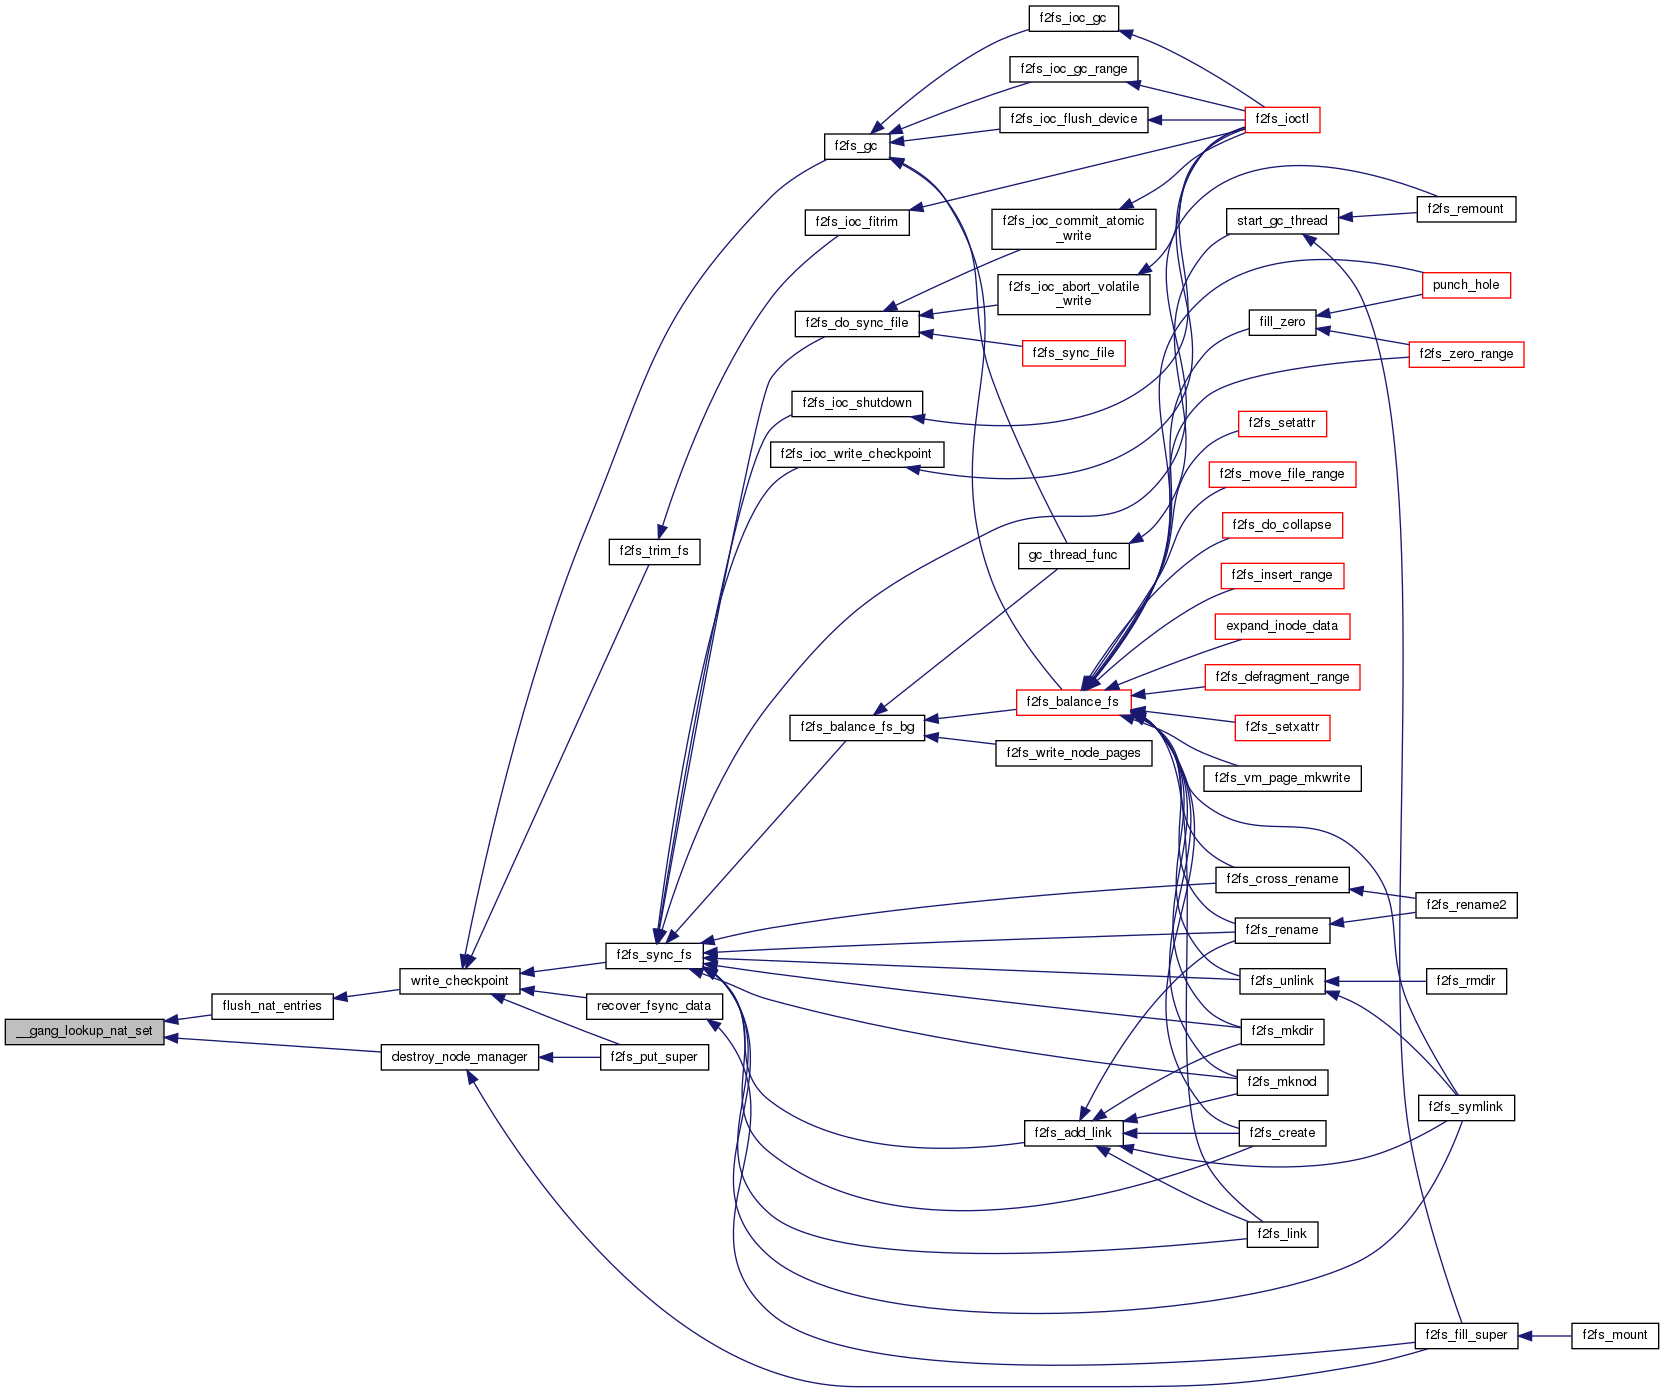 f2fs_ioc_gc
f2fs_ioc_gc_range
f2fs_ioc_flush_device
f2fs_ioctl
f2fs_gc
f2fs_ioc_fitrim
f2fs_ioc_commit_atomic
_write
start_gc_thread
f2fs_remount
f2fs_ioc_abort_volatile
_write
punch_hole
f2fs_do_sync_file
fill_zero
f2fs_sync_file
f2fs_zero_range
f2fs_ioc_shutdown
f2fs_setattr
f2fs_ioc_write_checkpoint
f2fs_move_file_range
f2fs_do_collapse
f2fs_trim_fs
gc_thread_func
f2fs_insert_range
expand_inode_data
f2fs_defragment_range
f2fs_balance_fs
f2fs_balance_fs_bg
f2fs_setxattr
f2fs_write_node_pages
f2fs_vm_page_mkwrite
f2fs_cross_rename
f2fs_rename2
f2fs_rename
f2fs_sync_fs
write_checkpoint
f2fs_unlink
f2fs_rmdir
flush_nat_entries
recover_fsync_data
__gang_lookup_nat_set
f2fs_mkdir
destroy_node_manager
f2fs_put_super
f2fs_mknod
f2fs_symlink
f2fs_add_link
f2fs_create
f2fs_link
f2fs_fill_super
f2fs_mount